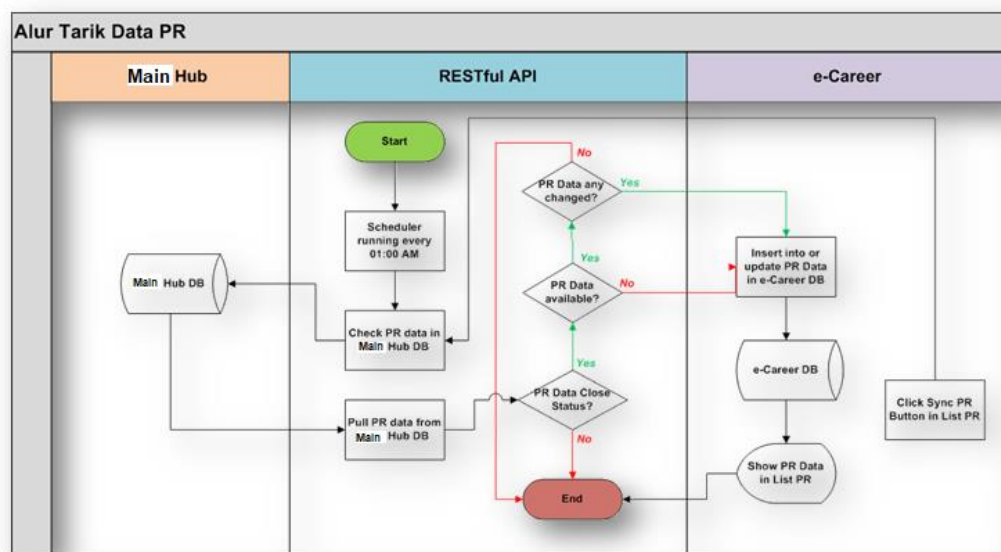 Alur Tarik Data PR
Main Hub
RESTful API
e-Career
Start
No
PR Data any
changed?
Yes
Scheduler
running every
01:00 AM
Insert into or
update PR Data
in e-Career DB
Main Hub DB
Yes
PR Data
available?
No
Check PR data in
Main Hub DB
Yes
e-Career DB
PR Data Close
Status?
Click Sync PR
Button in List PR
Pull PR data from
Main Hub DB
No
Show PR Data
in List PR
End